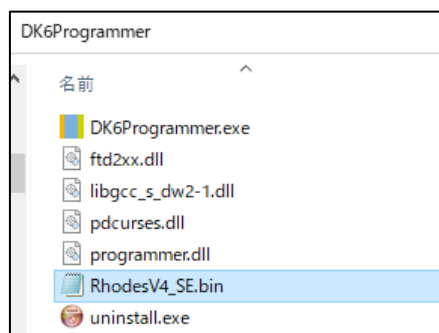 DK6Programmer
名前
DK6Programmer.exe
ftd2xx.dll
libgcc_s_dw2-1.dll
pdcurses.dll
programmer.dll
RhodesV4_SE.bin
uninstall.exe